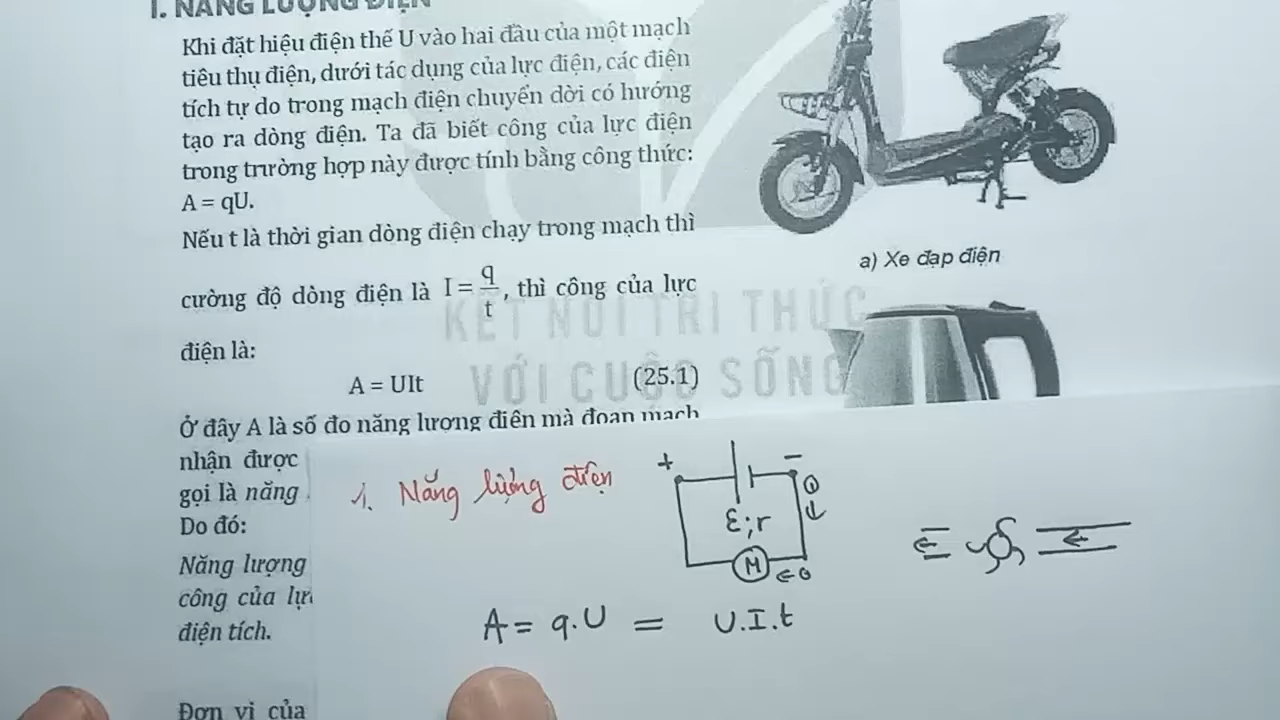 I. NĂNG LƯỢNG ĐIỆN
Khi đặt hiệu điện thế U vào hai đầu của một mạch
tiêu thụ điện, dưới tác dụng của lực điện, các điện
tích tự do trong mạch điện chuyển dời có hướng
tạo ra dòng điện. Ta đã biết công của lực điện
trong trường hợp này được tính bằng công thức:
A = qU.
Nếu t là thời gian dòng điện chạy trong mạch thì
cường độ dòng điện là I = q/t, thì công của lực
điện là:
A = UIt (25.1)
Ở đây A là số đo năng lượng điện mà đoạn mạch
nhận được
gọi là năng
Do đó:
Năng lượng
công của lực
điện tích.
Đơn vị của
a) Xe đạp điện
KẾT NỐI TRI THỨC
VỚI CUỘC SỐNG
1. Năng lượng điện
+ −
ε;r
M
A = q.U = U.I.t